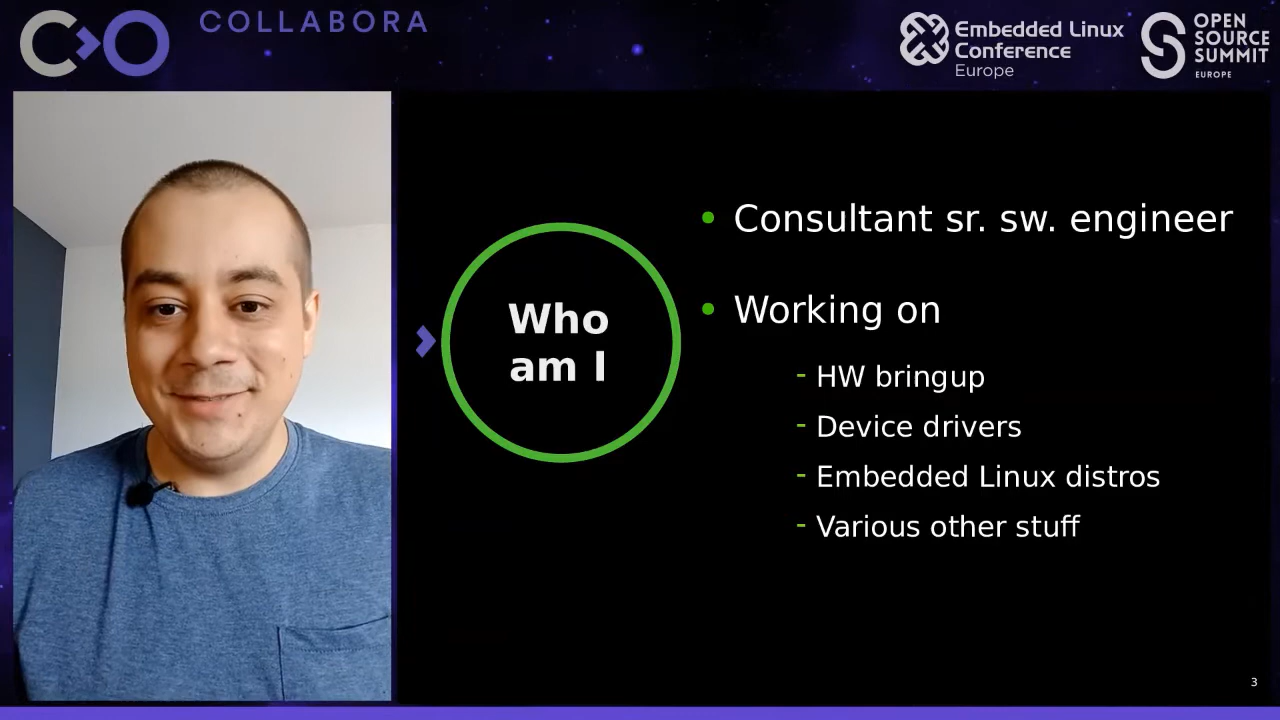 COLLABORA
Embedded Linux
Conference
Europe
OPEN
SOURCE
SUMMIT
EUROPE
Who
am I
Consultant sr. sw. engineer
Working on
- HW bringup
- Device drivers
- Embedded Linux distros
- Various other stuff
3